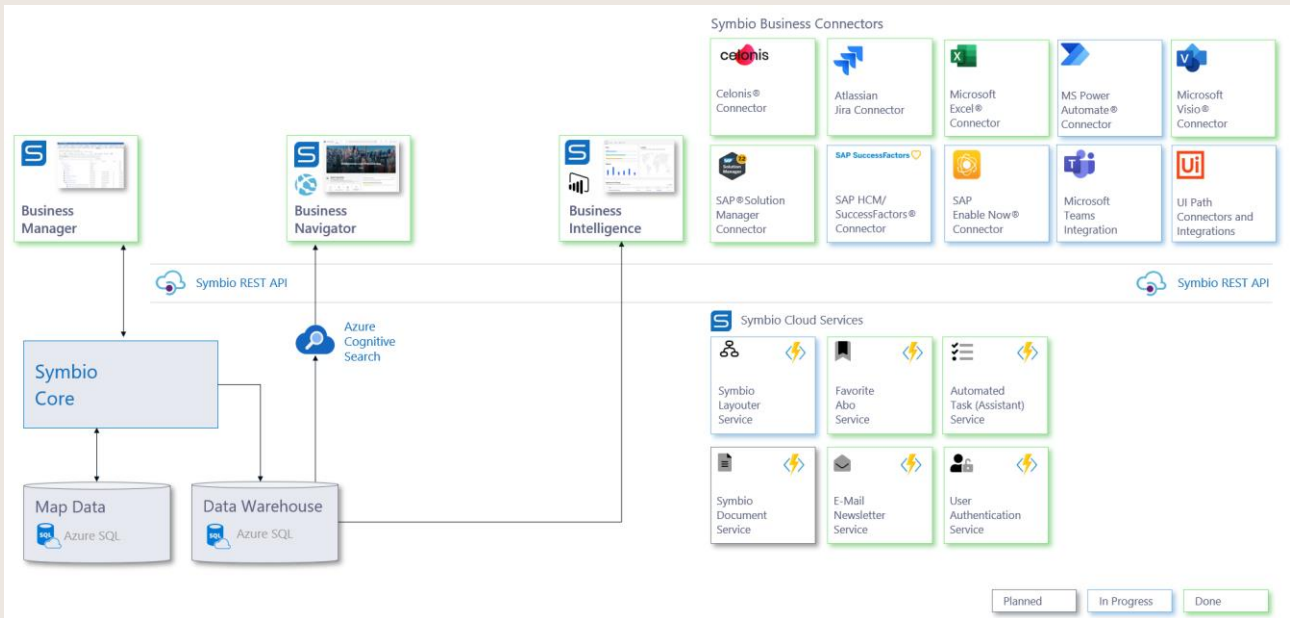 Symbio Business Connectors
celonis
Celonis®
Connector
Atlassian
Jira Connector
Microsoft
Excel®
Connector
MS Power
Automate®
Connector
Microsoft
Visio®
Connector
SAP®Solution
Manager
Connector
SAP SuccessFactors
SAP HCM/
SuccessFactors®
Connector
SAP
Enable Now®
Connector
Microsoft
Teams
Integration
Ui
UI Path
Connectors and
Integrations
Business
Manager
Business
Navigator
Business
Intelligence
Symbio REST API
Symbio REST API
Azure
Cognitive
Search
Symbio
Core
Map Data
SQL
Azure SQL
Data Warehouse
SQL
Azure SQL
Symbio Cloud Services
Symbio
Layouter
Service
Favorite
Abo
Service
Automated
Task (Assistant)
Service
Symbio
Document
Service
E-Mail
Newsletter
Service
User
Authentication
Service
Planned
In Progress
Done